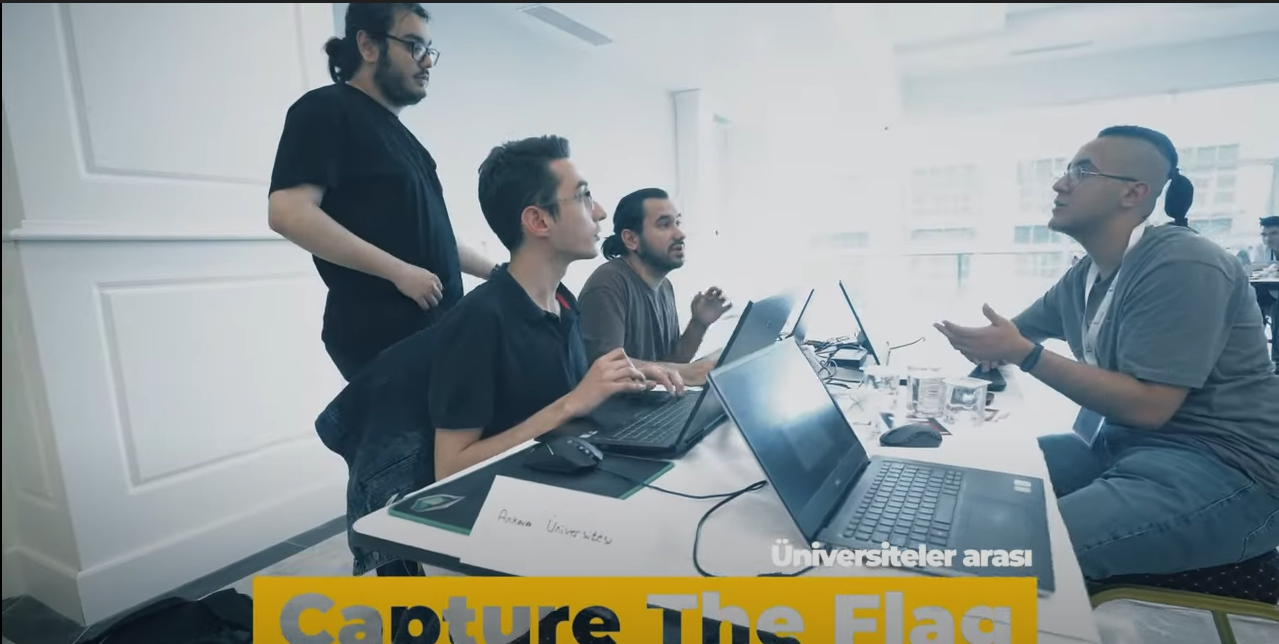 Ankara Üniversitesi
Üniversiteler arası
Capture The Flag